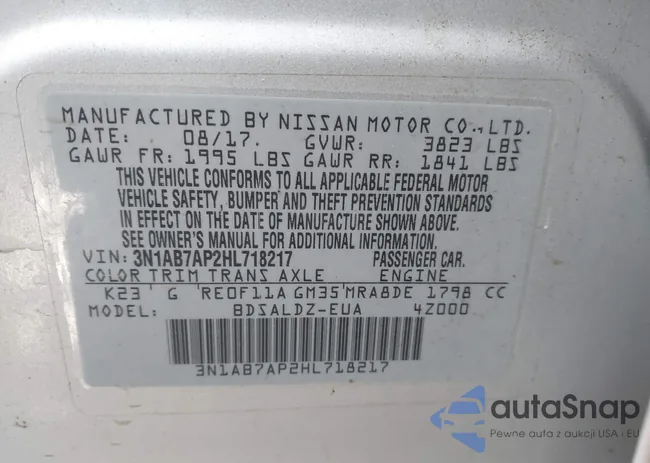 MANUFACTURED BY NISSAN MOTOR CO.,LTD.
DATE: 08/17. GVWR: 3823 LBS
GAWR FR: 1995 LBS GAWR RR: 1841 LBS
THIS VEHICLE CONFORMS TO ALL APPLICABLE FEDERAL MOTOR
VEHICLE SAFETY, BUMPER AND THEFT PREVENTION STANDARDS
IN EFFECT ON THE DATE OF MANUFACTURE SHOWN ABOVE.
SEE OWNER'S MANUAL FOR ADDITIONAL INFORMATION.
VIN: 3N1AB7AP2HL718217 PASSENGER CAR.
COLOR TRIM TRANS AXLE ENGINE
K23 G RE0F11A GM35 MRA8DE 1798 CC
MODEL: BDSALDZ-EUA 4Z000
3N1AB7AP2HL718217
autaSnap
Pewne auta z aukcji USA i EU